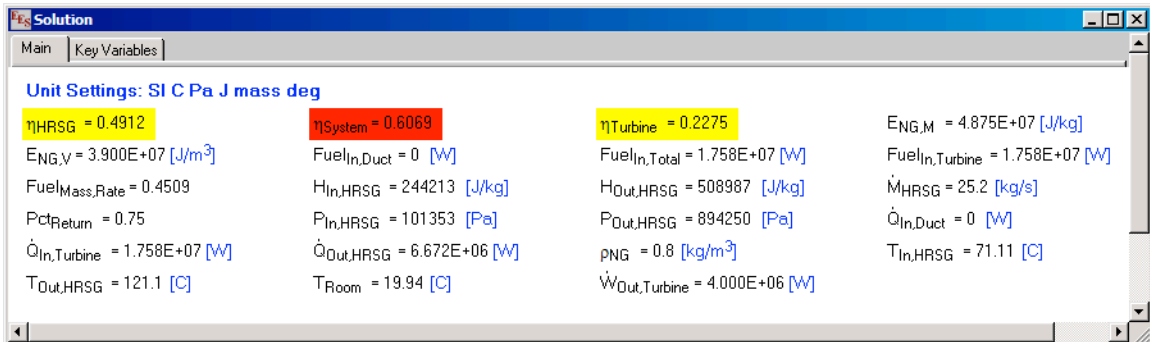 EES Solution
Main Key Variables
Unit Settings: SI C Pa J mass deg
ηHRSG = 0.4912 ηSystem = 0.6069 ηTurbine = 0.2275 ENG,M = 4.875E+07 [J/kg]
ENG,V = 3.900E+07 [J/m3] FuelIn,Duct = 0 [W] FuelIn,Total = 1.758E+07 [W] FuelIn,Turbine = 1.758E+07 [W]
FuelMass,Rate = 0.4509 HIn,HRSG = 244213 [J/kg] HOut,HRSG = 508987 [J/kg] ṀHRSG = 25.2 [kg/s]
PctReturn = 0.75 PIn,HRSG = 101353 [Pa] POut,HRSG = 894250 [Pa] Q̇In,Duct = 0 [W]
Q̇In,Turbine = 1.758E+07 [W] Q̇Out,HRSG = 6.672E+06 [W] ρNG = 0.8 [kg/m3] TIn,HRSG = 71.11 [C]
TOut,HRSG = 121.1 [C] TRoom = 19.94 [C] ẆOut,Turbine = 4.000E+06 [W]